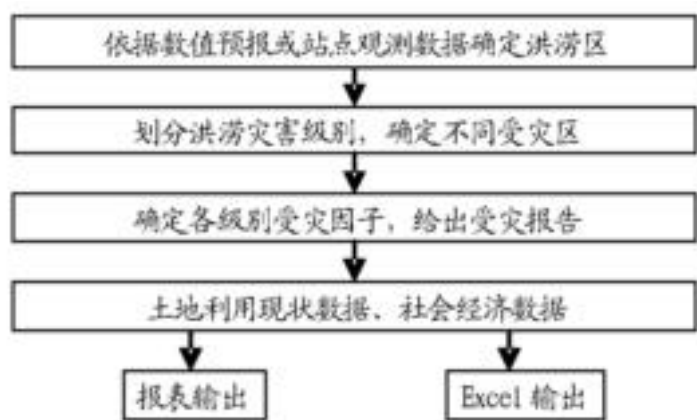 依据数值预报或站点观测数据确定洪涝区
划分洪涝灾害级别，确定不同受灾区
确定各级别受灾因子，给出受灾报告
土地利用现状数据、社会经济数据
报表输出
Excel 输出